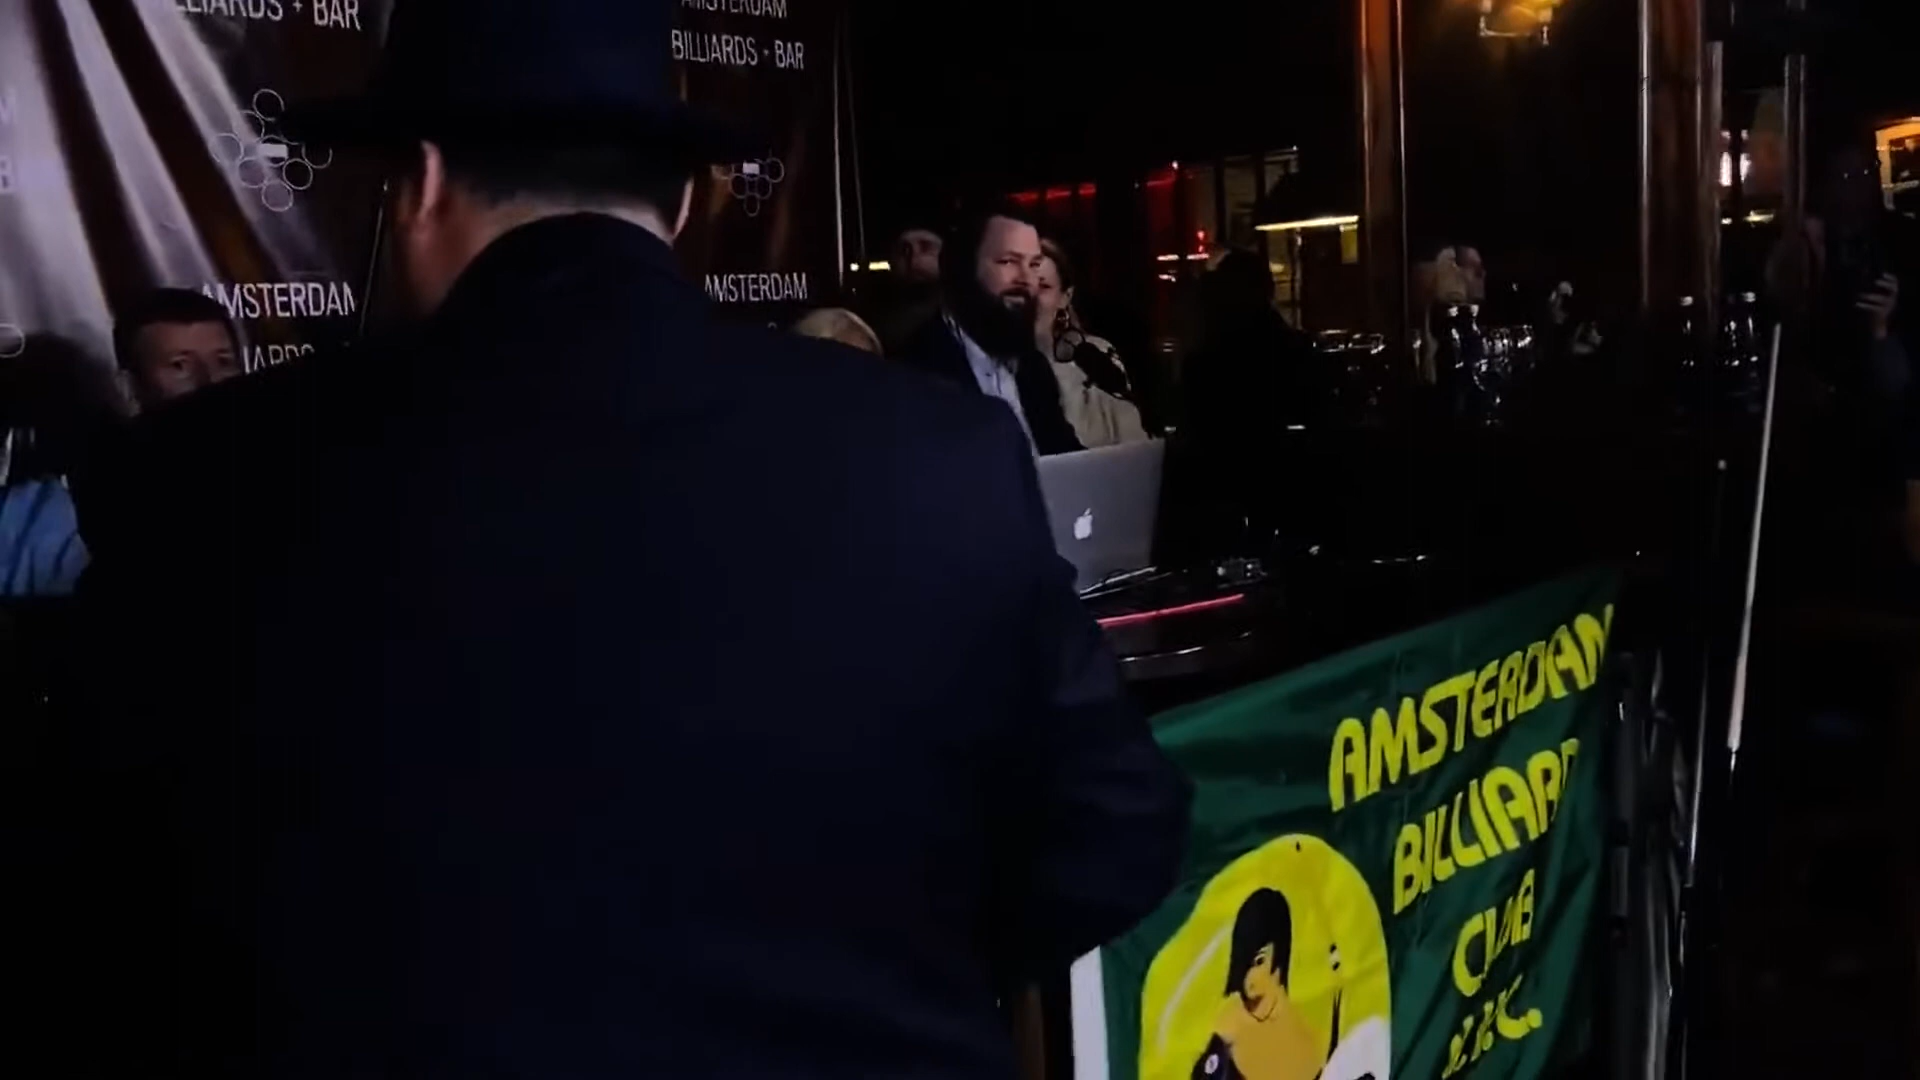 BILLIARDS + BAR
AMSTERDAM
BILLIARDS + BAR
AMSTERDAM
AMSTERDAM
AMSTERDAM
BILLIARD
CLUB
N.Y.C.